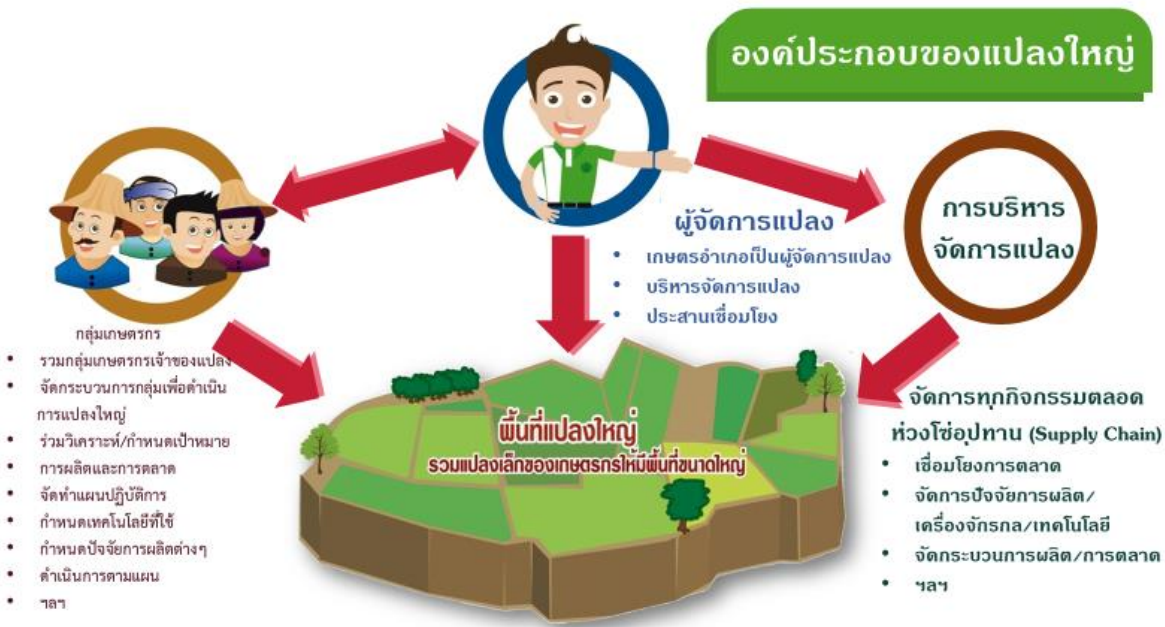 องค์ประกอบของแปลงใหญ่
ผู้จัดการแปลง
• เกษตรอำเภอเป็นผู้จัดการแปลง
• บริหารจัดการแปลง
• ประสานเชื่อมโยง
การบริหาร
จัดการแปลง
กลุ่มเกษตรกร
• รวมกลุ่มเกษตรกรเจ้าของแปลง
• จัดกระบวนการกลุ่มเพื่อดำเนิน
การแปลงใหญ่
• ร่วมวิเคราะห์/กำหนดเป้าหมาย
• การผลิตและการตลาด
• จัดทำแผนปฏิบัติการ
• กำหนดเทคโนโลยีที่ใช้
• กำหนดปัจจัยการผลิตต่างๆ
• ดำเนินการตามแผน
• ฯลฯ
พื้นที่แปลงใหญ่
รวมแปลงเล็กของเกษตรกรให้มีพื้นที่ขนาดใหญ่
จัดการทุกกิจกรรมตลอด
ห่วงโซ่อุปทาน (Supply Chain)
• เชื่อมโยงการตลาด
• จัดการปัจจัยการผลิต/
เครื่องจักรกล/เทคโนโลยี
• จัดกระบวนการผลิต/การตลาด
• ฯลฯ